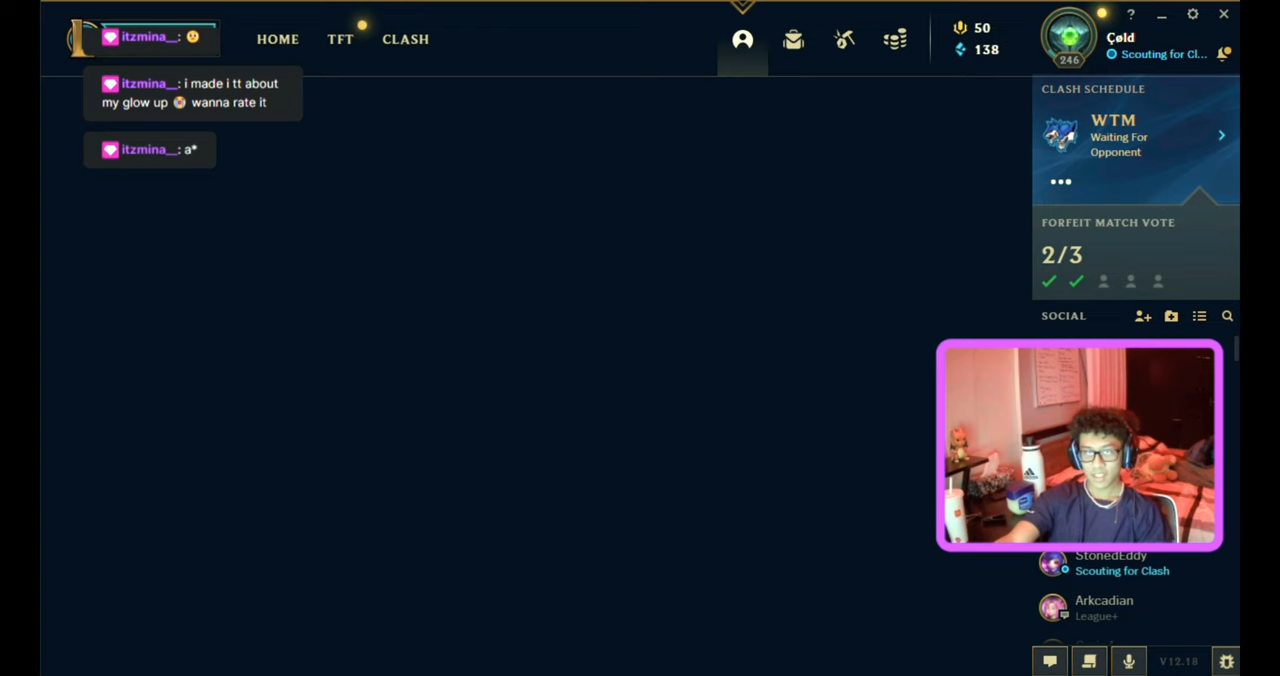 itzmina__:
HOME
TFT
CLASH
50
138
?
246
Çøld
Scouting for Cl...
itzmina__: i made i tt about
my glow up wanna rate it
itzmina__: a*
CLASH SCHEDULE
WTM
Waiting For
Opponent
FORFEIT MATCH VOTE
2/3
SOCIAL
StonedEddy
Scouting for Clash
Arkcadian
League+
V12.18